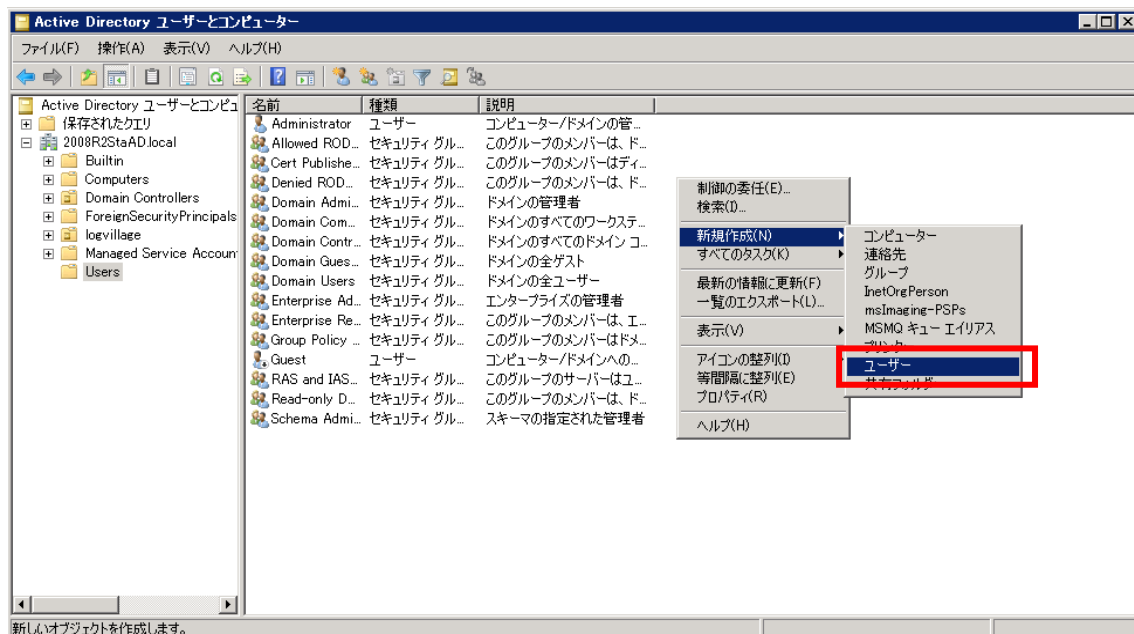 Active Directory ユーザーとコンピューター
ファイル(F) 操作(A) 表示(V) ヘルプ(H)
Active Directory ユーザーとコンピュ
保存されたクエリ
2008R2StaAD.local
Builtin
Computers
Domain Controllers
ForeignSecurityPrincipals
logvillage
Managed Service Accoun
Users
名前 種類 説明
Administrator ユーザー コンピューター/ドメインの管...
Allowed ROD... セキュリティ グル... このグループのメンバーは、ド...
Cert Publishe... セキュリティ グル... このグループのメンバーはディ...
Denied ROD... セキュリティ グル... このグループのメンバーは、ド...
Domain Admi... セキュリティ グル... ドメインの管理者
Domain Com... セキュリティ グル... ドメインのすべてのワークステ...
Domain Contr... セキュリティ グル... ドメインのすべてのドメイン コ...
Domain Gues... セキュリティ グル... ドメインの全ゲスト
Domain Users セキュリティ グル... ドメインの全ユーザー
Enterprise Ad... セキュリティ グル... エンタープライズの管理者
Enterprise Re... セキュリティ グル... このグループのメンバーは、エ...
Group Policy ... セキュリティ グル... このグループのメンバーはドメ...
Guest ユーザー コンピューター/ドメインへの...
RAS and IAS... セキュリティ グル... このグループのサーバーはユ...
Read-only D... セキュリティ グル... このグループのメンバーは、ド...
Schema Admi... セキュリティ グル... スキーマの指定された管理者
制御の委任(E)...
検索(I)...
新規作成(N)
すべてのタスク(K)
最新の情報に更新(F)
一覧のエクスポート(L)...
表示(V)
アイコンの整列(I)
等間隔に整列(E)
プロパティ(R)
ヘルプ(H)
コンピューター
連絡先
グループ
InetOrgPerson
msImaging-PSPs
MSMQ キュー エイリアス
プリンター
ユーザー
共有フォルダー
新しいオブジェクトを作成します。